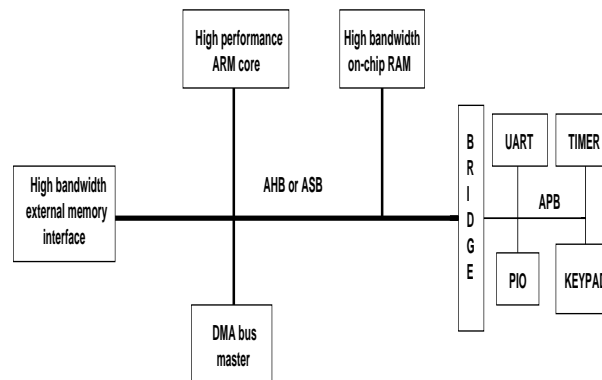 High performance
ARM core
High bandwidth
on-chip RAM
B
R
I
D
G
E
UART
TIMER
High bandwidth
external memory
interface
AHB or ASB
APB
PIO
KEYPAD
DMA bus
master